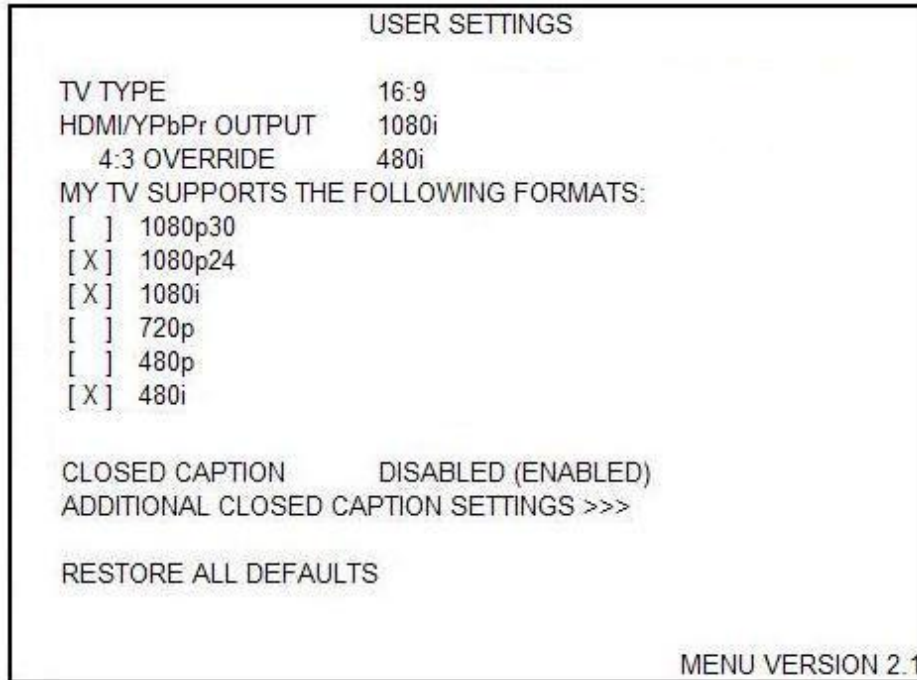 USER SETTINGS
TV TYPE 16:9
HDMI/YPbPr OUTPUT 1080i
4:3 OVERRIDE 480i
MY TV SUPPORTS THE FOLLOWING FORMATS:
[ ] 1080p30
[ X ] 1080p24
[ X ] 1080i
[ ] 720p
[ ] 480p
[ X ] 480i
CLOSED CAPTION DISABLED (ENABLED)
ADDITIONAL CLOSED CAPTION SETTINGS >>>
RESTORE ALL DEFAULTS
MENU VERSION 2.1